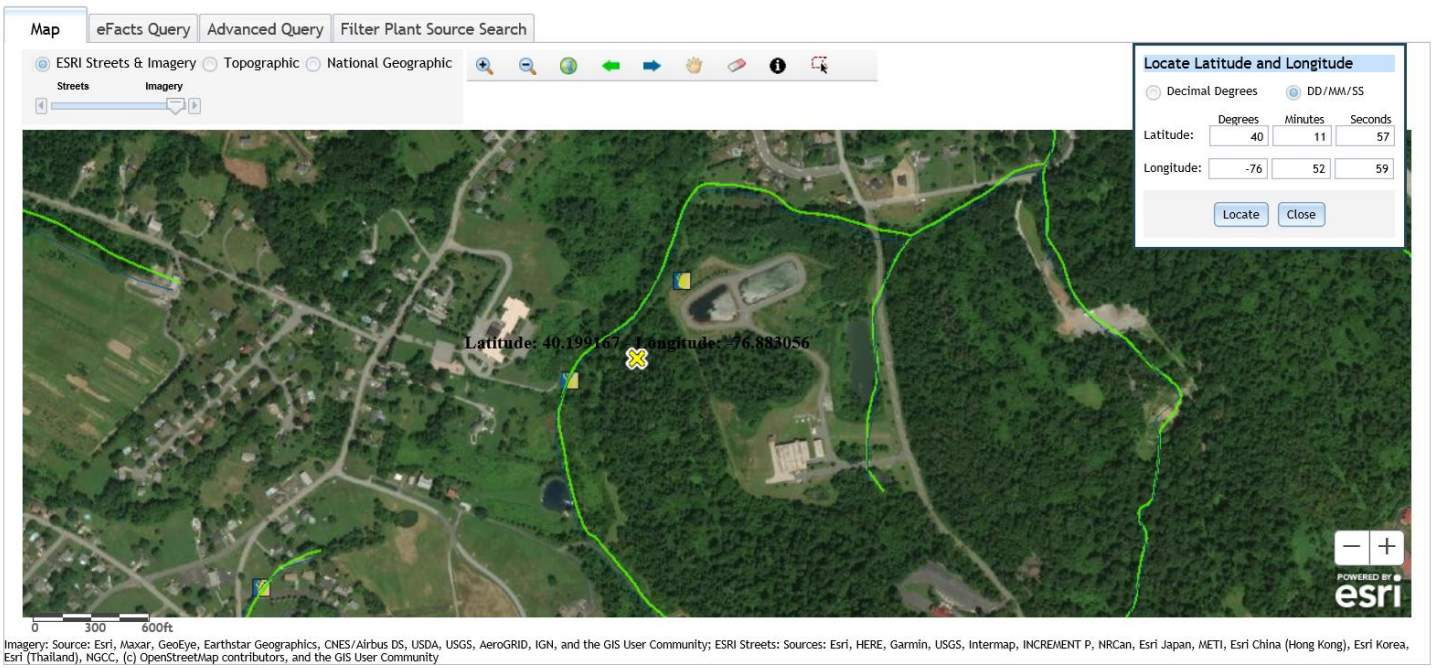 Map eFacts Query Advanced Query Filter Plant Source Search
ESRI Streets & Imagery Topographic National Geographic
Streets Imagery
Locate Latitude and Longitude
Decimal Degrees DD/MM/SS
Degrees Minutes Seconds
Latitude: 40 11 57
Longitude: -76 52 59
Locate Close
Latitude: 40.199167 - Longitude: -76.883056
POWERED BY
esri
0 300 600ft
Imagery: Source: Esri, Maxar, GeoEye, Earthstar Geographics, CNES/Airbus DS, USDA, USGS, AeroGRID, IGN, and the GIS User Community; ESRI Streets: Sources: Esri, HERE, Garmin, USGS, Intermap, INCREMENT P, NRCan, Esri Japan, METI, Esri China (Hong Kong), Esri Korea,
Esri (Thailand), NGCC, (c) OpenStreetMap contributors, and the GIS User Community